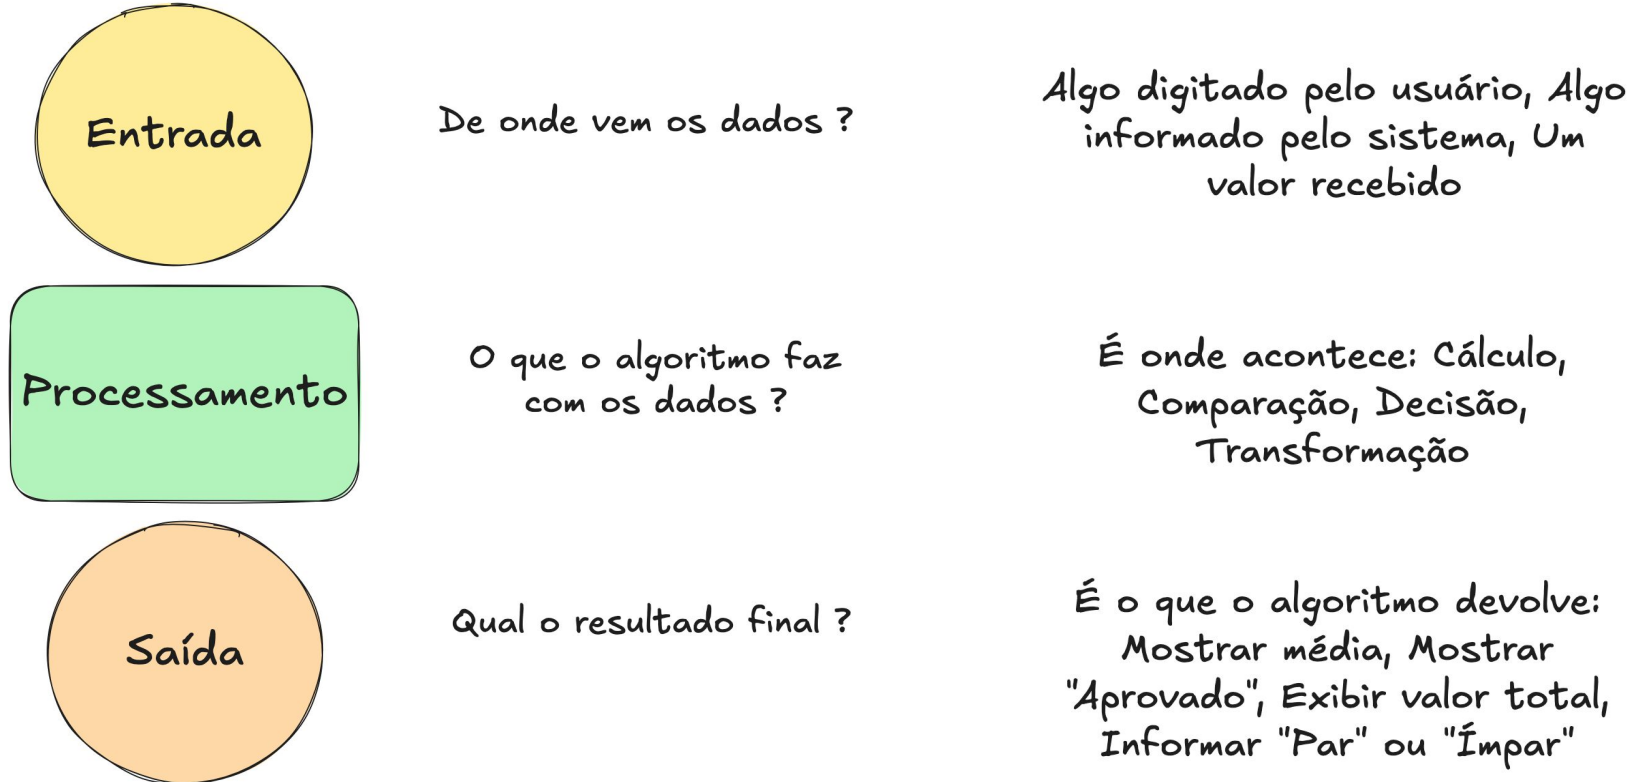 Entrada
De onde vem os dados ?
Algo digitado pelo usuário, Algo
informado pelo sistema, Um
valor recebido
Processamento
O que o algoritmo faz
com os dados ?
É onde acontece: Cálculo,
Comparação, Decisão,
Transformação
Saída
Qual o resultado final ?
É o que o algoritmo devolve:
Mostrar média, Mostrar
"Aprovado", Exibir valor total,
Informar "Par" ou "Ímpar"